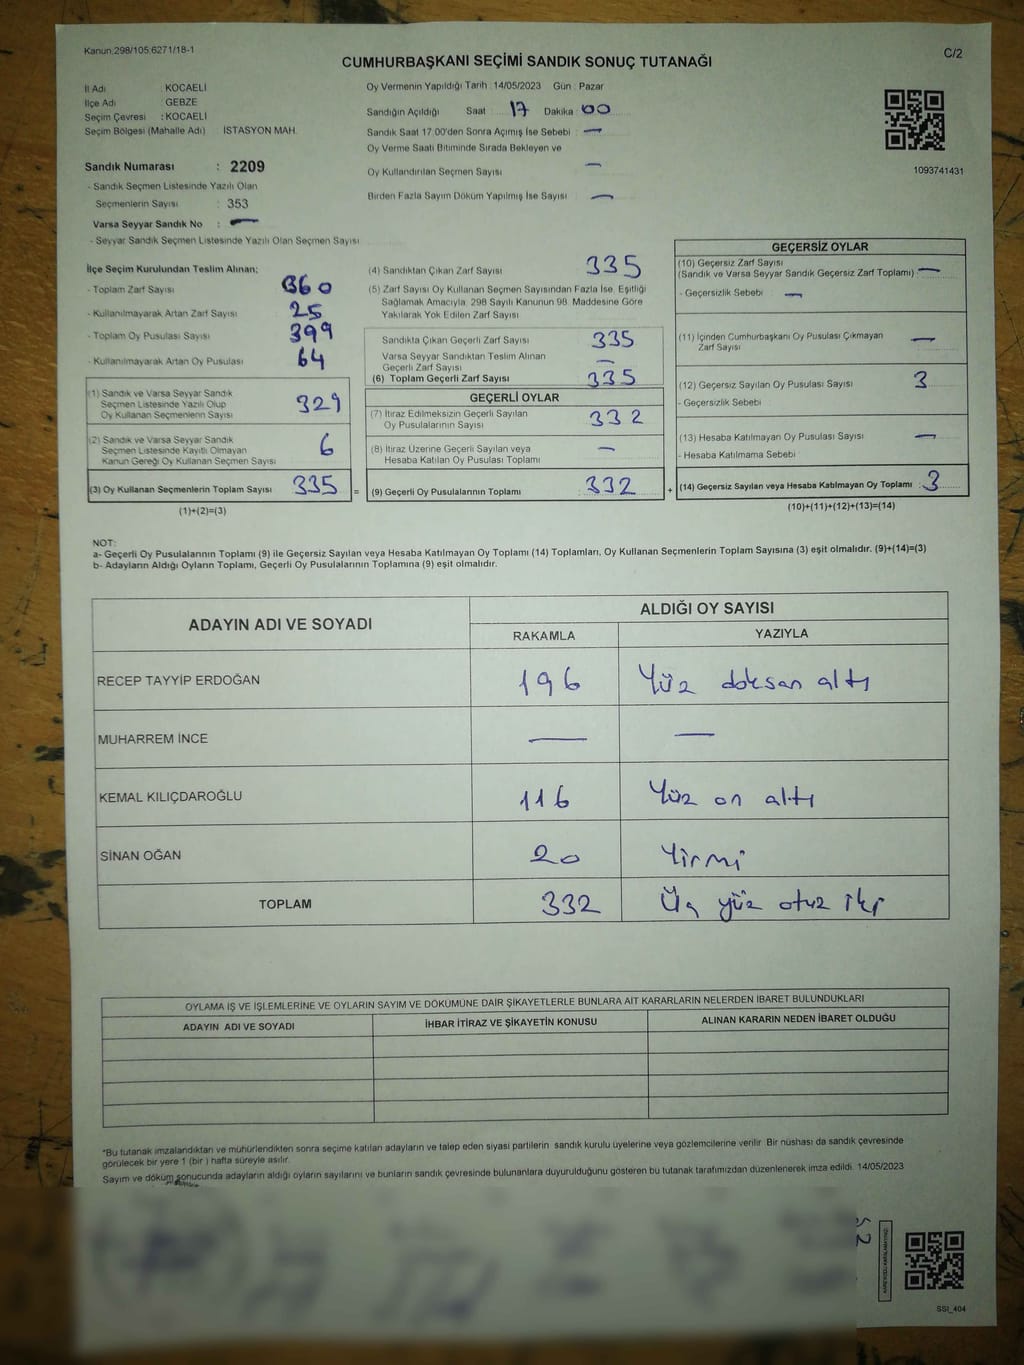 Kanun.298/105.6271/18-1
C/2
CUMHURBAŞKANI SEÇİMİ SANDIK SONUÇ TUTANAĞI
İl Adı : KOCAELİ
İlçe Adı : GEBZE
Seçim Çevresi : KOCAELİ
Seçim Bölgesi (Mahalle Adı) İSTASYON MAH.
Sandık Numarası : 2209
- Sandık Seçmen Listesinde Yazılı Olan
Seçmenlerin Sayısı : 353
Varsa Seyyar Sandık No : —
- Seyyar Sandık Seçmen Listesinde Yazılı Olan Seçmen Sayısı
Oy Vermenin Yapıldığı Tarih : 14/05/2023 Gün : Pazar
Sandığın Açıldığı Saat 17 Dakika : 00
Sandık Saat 17.00'den Sonra Açımış İse Sebebi : —
Oy Verme Saati Bitiminde Sırada Bekleyen ve
Oy Kullandırılan Seçmen Sayısı —
Birden Fazla Sayım Döküm Yapılmış İse Sayısı —
1093741431
İlçe Seçim Kurulundan Teslim Alınan;
- Toplam Zarf Sayısı 360
- Kullanılmayarak Artan Zarf Sayısı 25
- Toplam Oy Pusulası Sayısı 399
- Kullanılmayarak Artan Oy Pusulası 64
(1) Sandık ve Varsa Seyyar Sandık
Seçmen Listesinde Yazılı Olup
Oy Kullanan Seçmenlerin Sayısı 329
(2) Sandık ve Varsa Seyyar Sandık
Seçmen Listesinde Kayıtlı Olmayan
Kanun Gereği Oy Kullanan Seçmen Sayısı 6
(3) Oy Kullanan Seçmenlerin Toplam Sayısı 335 =
(1)+(2)=(3)
(4) Sandıktan Çıkan Zarf Sayısı 335
(5) Zarf Sayısı Oy Kullanan Seçmen Sayısından Fazla İse, Eşitliği
Sağlamak Amacıyla, 298 Sayılı Kanunun 98. Maddesine Göre
Yakılarak Yok Edilen Zarf Sayısı
Sandıkta Çıkan Geçerli Zarf Sayısı 335
Varsa Seyyar Sandıktan Teslim Alınan
Geçerli Zarf Sayısı —
(6) Toplam Geçerli Zarf Sayısı 335
GEÇERLİ OYLAR
(7) İtiraz Edilmeksizin Geçerli Sayılan
Oy Pusulalarının Sayısı 332
(8) İtiraz Üzerine Geçerli Sayılan veya
Hesaba Katılan Oy Pusulası Toplamı —
(9) Geçerli Oy Pusulalarının Toplamı 332 +
GEÇERSİZ OYLAR
(10) Geçersiz Zarf Sayısı
(Sandık ve Varsa Seyyar Sandık Geçersiz Zarf Toplamı) : —
- Geçersizlik Sebebi : —
(11) İçinden Cumhurbaşkanı Oy Pusulası Çıkmayan
Zarf Sayısı —
(12) Geçersiz Sayılan Oy Pusulası Sayısı 3
- Geçersizlik Sebebi
(13) Hesaba Katılmayan Oy Pusulası Sayısı —
- Hesaba Katılmama Sebebi
(14) Geçersiz Sayılan veya Hesaba Katılmayan Oy Toplamı : 3
(10)+(11)+(12)+(13)=(14)
NOT:
a- Geçerli Oy Pusulalarının Toplamı (9) ile Geçersiz Sayılan veya Hesaba Katılmayan Oy Toplamı (14) Toplamları, Oy Kullanan Seçmenlerin Toplam Sayısına (3) eşit olmalıdır. (9)+(14)=(3)
b- Adayların Aldığı Oyların Toplamı, Geçerli Oy Pusulalarının Toplamına (9) eşit olmalıdır.
ADAYIN ADI VE SOYADI ALDIĞI OY SAYISI
RAKAMLA YAZIYLA
RECEP TAYYİP ERDOĞAN 196 Yüz doksan altı
MUHARREM İNCE — —
KEMAL KILIÇDAROĞLU 116 Yüz on altı
SİNAN OĞAN 20 Yirmi
TOPLAM 332 Üç yüz otuz iki
OYLAMA İŞ VE İŞLEMLERİNE VE OYLARIN SAYIM VE DÖKÜMÜNE DAİR ŞİKAYETLERLE BUNLARA AİT KARARLARIN NELERDEN İBARET BULUNDUKLARI
ADAYIN ADI VE SOYADI İHBAR İTİRAZ VE ŞİKAYETİN KONUSU ALINAN KARARIN NEDEN İBARET OLDUĞU
*Bu tutanak imzalandıktan ve mühürlendikten sonra seçime katılan adayların ve talep eden siyasi partilerin sandık kurulu üyelerine veya gözlemcilerine verilir. Bir nüshası da sandık çevresinde
görülecek bir yere 1 (bir ) hafta süreyle asılır.
Sayım ve döküm sonucunda adayların aldığı oyların sayılarını ve bunların sandık çevresinde bulunanlara duyurulduğunu gösteren bu tutanak tarafımızdan düzenlenerek imza edildi. 14/05/2023
SSI_404